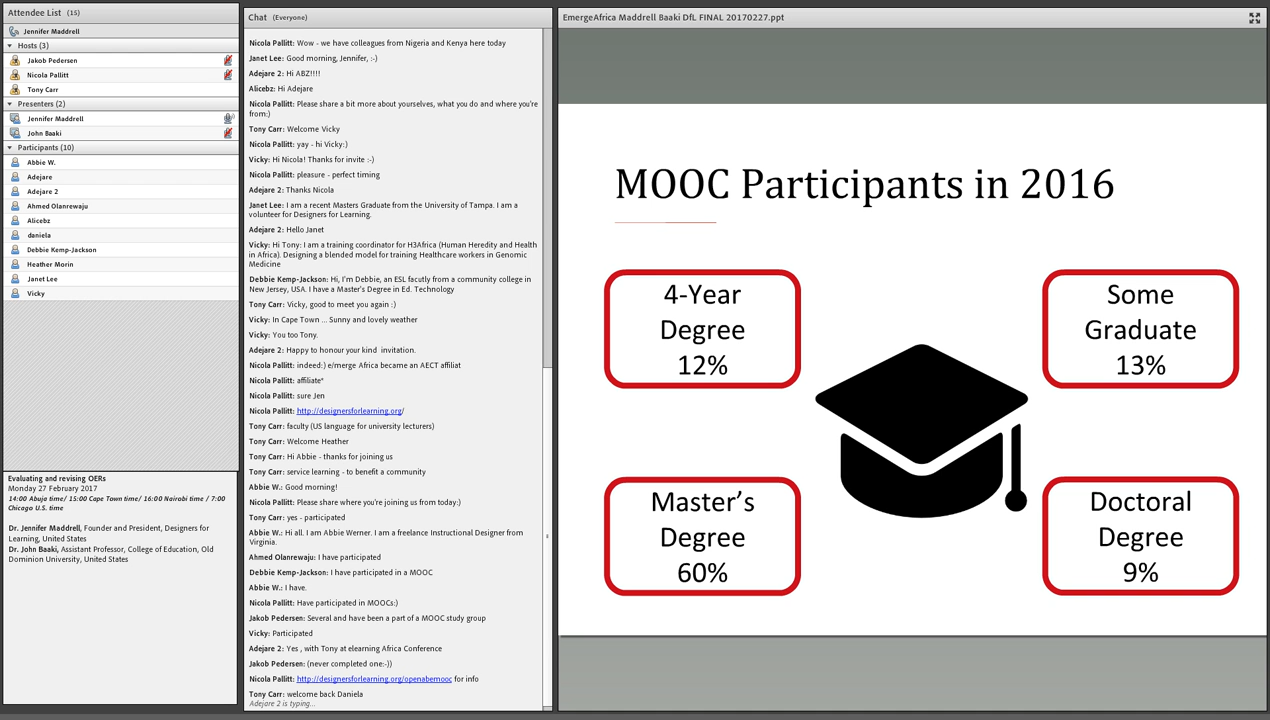 Attendee List (15)
Jennifer Maddrell
Hosts (3)
Jakob Pedersen
Nicola Pallitt
Tony Carr
Presenters (2)
Jennifer Maddrell
John Baaki
Participants (10)
Abbie W.
Adejare
Adejare 2
Ahmed Olanrewaju
Alicebz
daniela
Debbie Kemp-Jackson
Heather Morin
Janet Lee
Vicky
Evaluating and revising OERs
Monday 27 February 2017
14:00 Abuja time/ 15:00 Cape Town time/ 16:00 Nairobi time / 7:00
Chicago U.S. time
Dr. Jennifer Maddrell, Founder and President, Designers for
Learning, United States
Dr. John Baaki, Assistant Professor, College of Education, Old
Dominion University, United States
Chat (Everyone)
Nicola Pallitt: Wow - we have colleagues from Nigeria and Kenya here today
Janet Lee: Good morning, Jennifer, :-)
Adejare 2: Hi ABZ!!!!
Alicebz: Hi Adejare
Nicola Pallitt: Please share a bit more about yourselves, what you do and where you're
from:)
Tony Carr: Welcome Vicky
Nicola Pallitt: yay - hi Vicky:)
Vicky: Hi Nicola! Thanks for invite :-)
Nicola Pallitt: pleasure - perfect timing
Adejare 2: Thanks Nicola
Janet Lee: I am a recent Masters Graduate from the University of Tampa. I am a
volunteer for Designers for Learning.
Adejare 2: Hello Janet
Vicky: Hi Tony: I am a training coordinator for H3Africa (Human Heredity and Health
in Africa). Designing a blended model for training Healthcare workers in Genomic
Medicine
Debbie Kemp-Jackson: Hi, I'm Debbie, an ESL facutly from a community college in
New Jersey, USA. I have a Master's Degree in Ed. Technology
Tony Carr: Vicky, good to meet you again :)
Vicky: In Cape Town ... Sunny and lovely weather
Vicky: You too Tony.
Adejare 2: Happy to honour your kind  invitation.
Nicola Pallitt: indeed:) e/merge Africa became an AECT affiliat
Nicola Pallitt: affiliate*
Nicola Pallitt: sure Jen
Nicola Pallitt: http://designersforlearning.org/
Tony Carr: faculty (US language for university lecturers)
Tony Carr: Welcome Heather
Tony Carr: Hi Abbie - thanks for joining us
Tony Carr: service learning - to benefit a community
Abbie W.: Good morning!
Nicola Pallitt: Please share where you're joining us from today:)
Tony Carr: yes - participated
Abbie W.: Hi all. I am Abbie Werner. I am a freelance Instructional Designer from
Virginia.
Ahmed Olanrewaju: I have participated
Debbie Kemp-Jackson: I have participated in a MOOC
Abbie W.: I have.
Nicola Pallitt: Have participated in MOOCs:)
Jakob Pedersen: Several and have been a part of a MOOC study group
Vicky: Participated
Adejare 2: Yes , with Tony at elearning Africa Conference
Jakob Pedersen: (never completed one:-))
Nicola Pallitt: http://designersforlearning.org/openabemooc for info
Tony Carr: welcome back Daniela
Adejare 2 is typing...
EmergeAfrica Maddrell Baaki DfL FINAL 20170227.ppt
MOOC Participants in 2016
4-Year
Degree
12%
Some
Graduate
13%
Master's
Degree
60%
Doctoral
Degree
9%